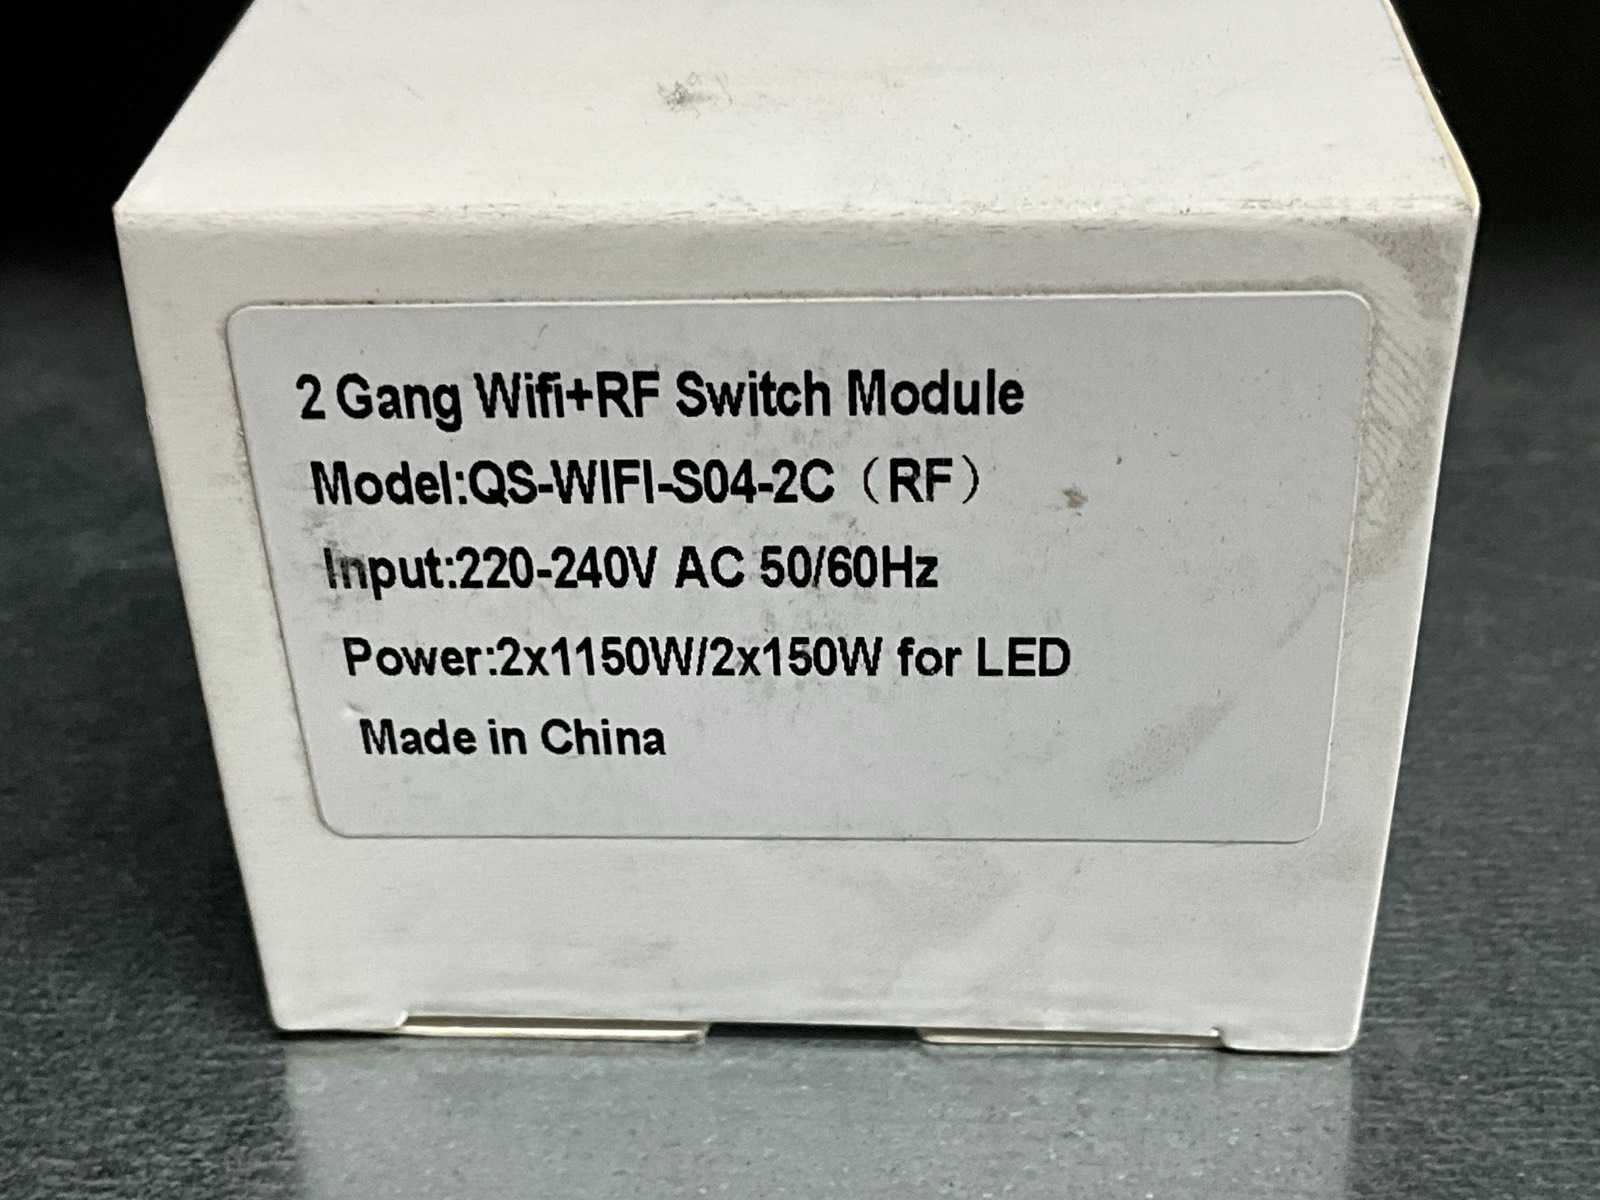 2 Gang Wifi+RF Switch Module
Model:QS-WIFI-S04-2C（RF）
Input:220-240V AC 50/60Hz
Power:2x1150W/2x150W for LED
Made in China